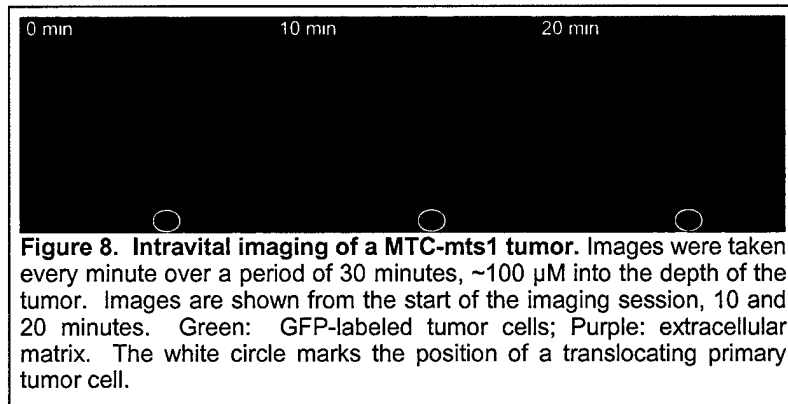 0 min 10 min 20 min
Figure 8. Intravital imaging of a MTC-mts1 tumor. Images were taken
every minute over a period of 30 minutes, ~100 µM into the depth of the
tumor. Images are shown from the start of the imaging session, 10 and
20 minutes. Green: GFP-labeled tumor cells; Purple: extracellular
matrix. The white circle marks the position of a translocating primary
tumor cell.